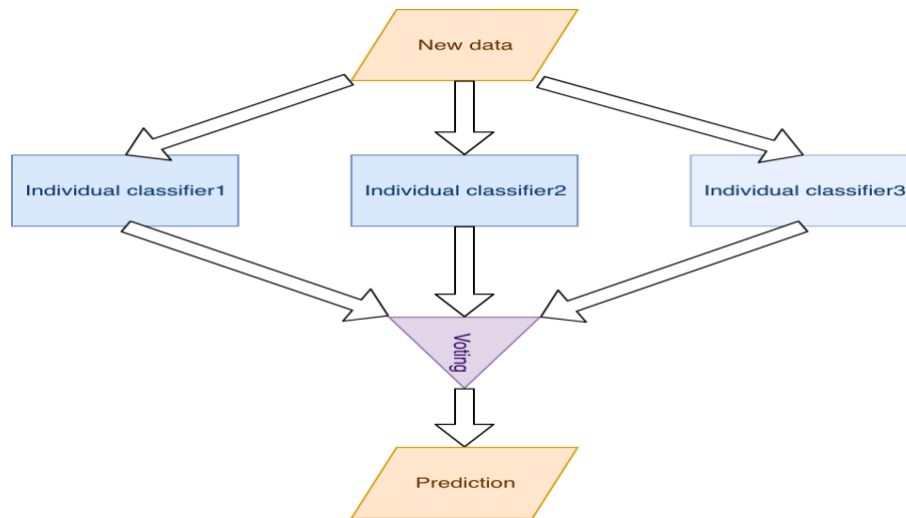 New data
Individual classifier1
Individual classifier2
Individual classifier3
Voting
Prediction